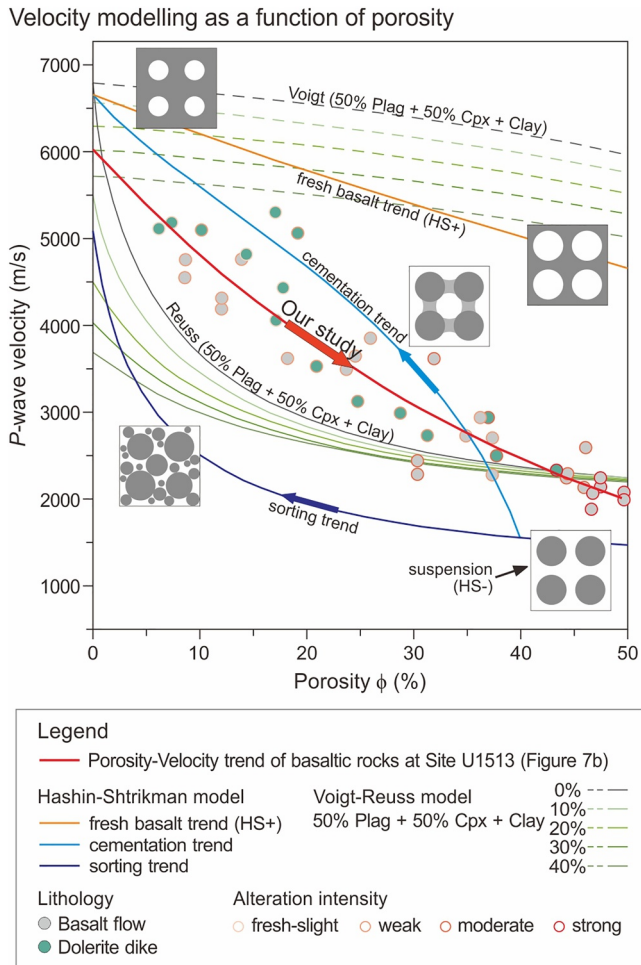 Velocity modelling as a function of porosity
7000
6000
5000
4000
3000
2000
1000
P-wave velocity (m/s)
Voigt (50% Plag + 50% Cpx + Clay)
fresh basalt trend (HS+)
cementation trend
Our study
Reuss (50% Plag + 50% Cpx + Clay)
sorting trend
suspension
(HS-)
0 10 20 30 40 50
Porosity ϕ (%)
Legend
Porosity-Velocity trend of basaltic rocks at Site U1513 (Figure 7b)
Hashin-Shtrikman model
fresh basalt trend (HS+)
cementation trend
sorting trend
Voigt-Reuss model
50% Plag + 50% Cpx + Clay
0%
10%
20%
30%
40%
Lithology
Basalt flow
Dolerite dike
Alteration intensity
fresh-slight weak moderate strong